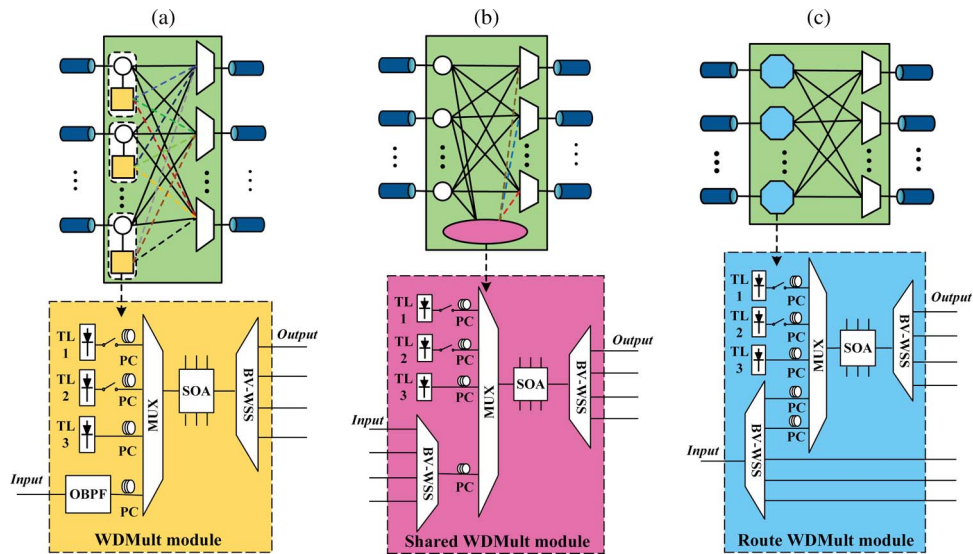 (a)
(b)
(c)
TL
1
PC
TL
2
PC
TL
3
PC
Input
OBPF
PC
MUX
SOA
BV-WSS
Output
WDMult module
TL
1
PC
TL
2
PC
TL
3
PC
Input
BV-WSS
PC
MUX
SOA
BV-WSS
Output
Shared WDMult module
TL
1
PC
TL
2
PC
TL
3
PC
PC
PC
Input
BV-WSS
MUX
SOA
BV-WSS
Output
Route WDMult module